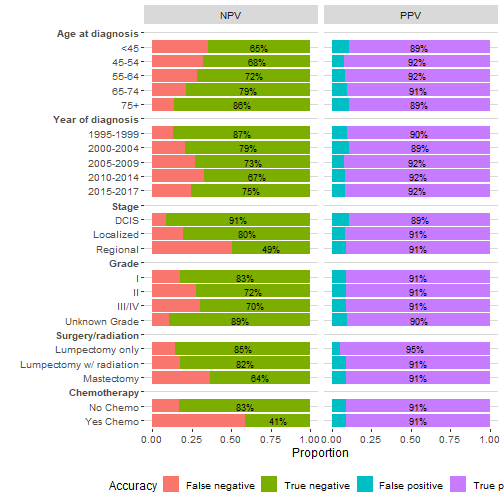 NPV PPV
Age at diagnosis
<45 65% 89%
45-54 68% 92%
55-64 72% 92%
65-74 79% 91%
75+ 86% 89%
Year of diagnosis
1995-1999 87% 90%
2000-2004 79% 89%
2005-2009 73% 92%
2010-2014 67% 92%
2015-2017 75% 92%
Stage
DCIS 91% 89%
Localized 80% 91%
Regional 49% 91%
Grade
I 83% 91%
II 72% 91%
III/IV 70% 91%
Unknown Grade 89% 90%
Surgery/radiation
Lumpectomy only 85% 95%
Lumpectomy w/ radiation 82% 91%
Mastectomy 64% 91%
Chemotherapy
No Chemo 83% 91%
Yes Chemo 41% 91%
0.00 0.25 0.50 0.75 1.00 0.00 0.25 0.50 0.75 1.00
Proportion
Accuracy False negative True negative False positive True p